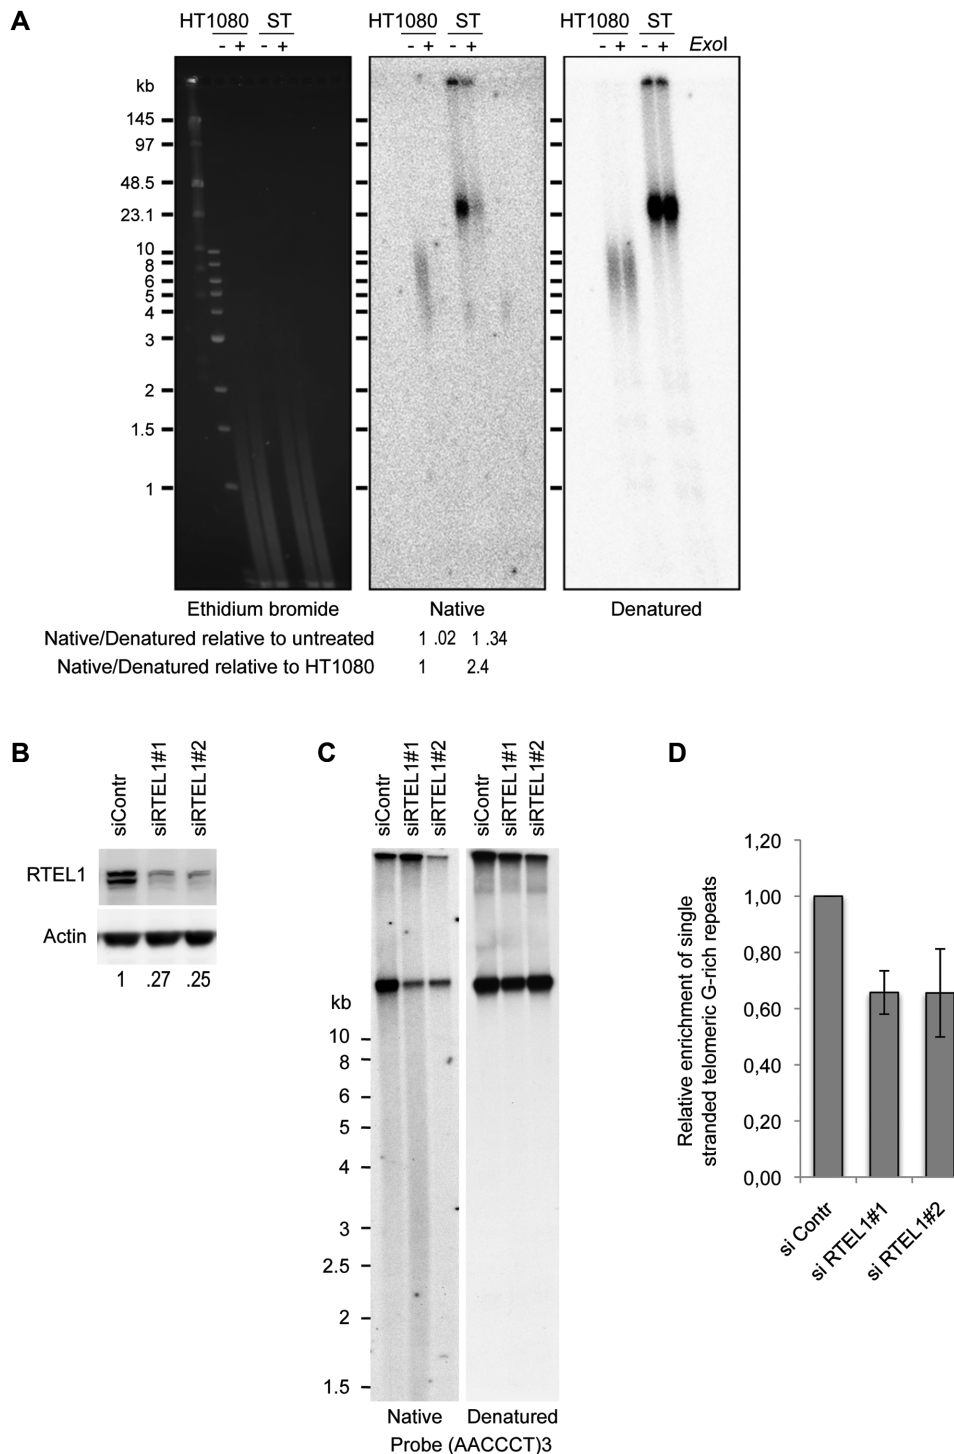 A
HT1080 ST
- + - +
HT1080 ST
- + - +
HT1080 ST
- + - + ExoI
kb
145
97
48.5
23.1
10
8
6
5
4
3
2
1.5
1
Ethidium bromide
Native
Denatured
Native/Denatured relative to untreated 1 .02 1 .34
Native/Denatured relative to HT1080 1 2.4
B
siContr
siRTEL1#1
siRTEL1#2
RTEL1
Actin
1 .27 .25
C
siContr
siRTEL1#1
siRTEL1#2
siContr
siRTEL1#1
siRTEL1#2
kb
10
8
6
5
4
3
2.5
2
1.5
Native Denatured
Probe (AACCCT)3
D
Relative enrichment of single
stranded telomeric G-rich repeats
1,20
1,00
0,80
0,60
0,40
0,20
0,00
si Contr
si RTEL1#1
si RTEL1#2